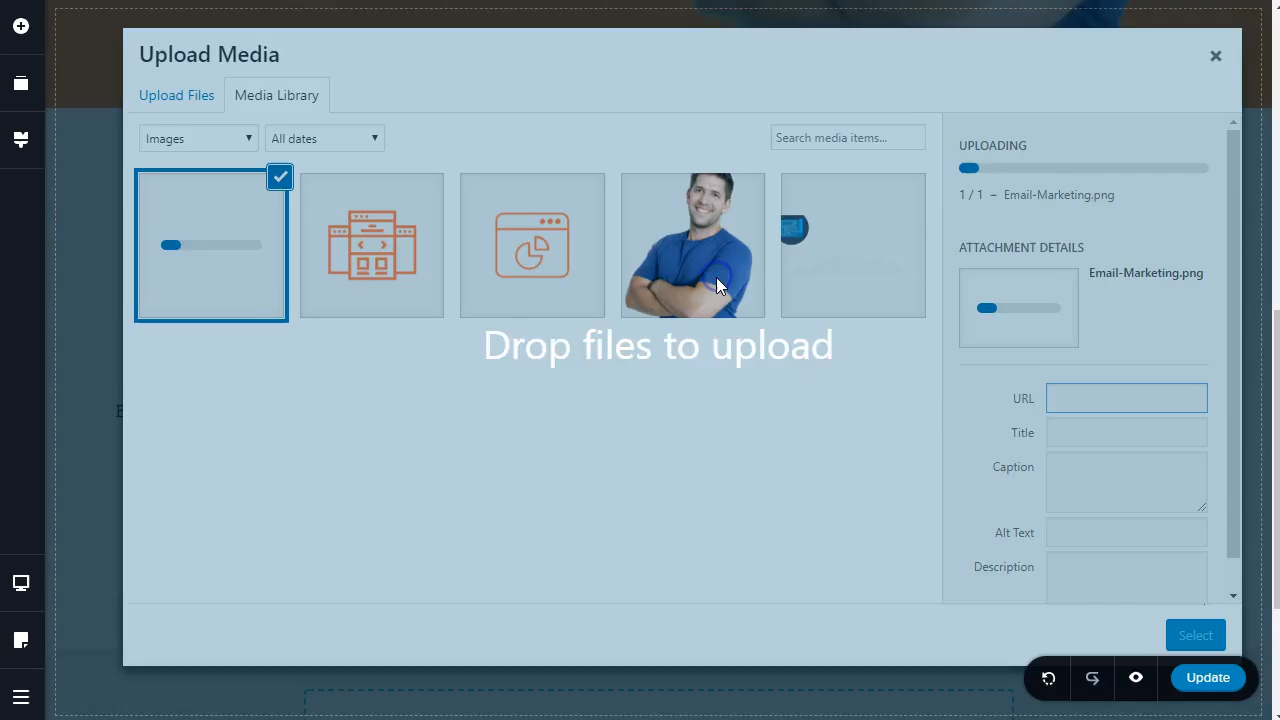 Upload Media
Upload Files
Media Library
Images
All dates
Search media items...
Drop files to upload
UPLOADING
1 / 1 – Email-Marketing.png
ATTACHMENT DETAILS
Email-Marketing.png
URL
Title
Caption
Alt Text
Description
Select
Update